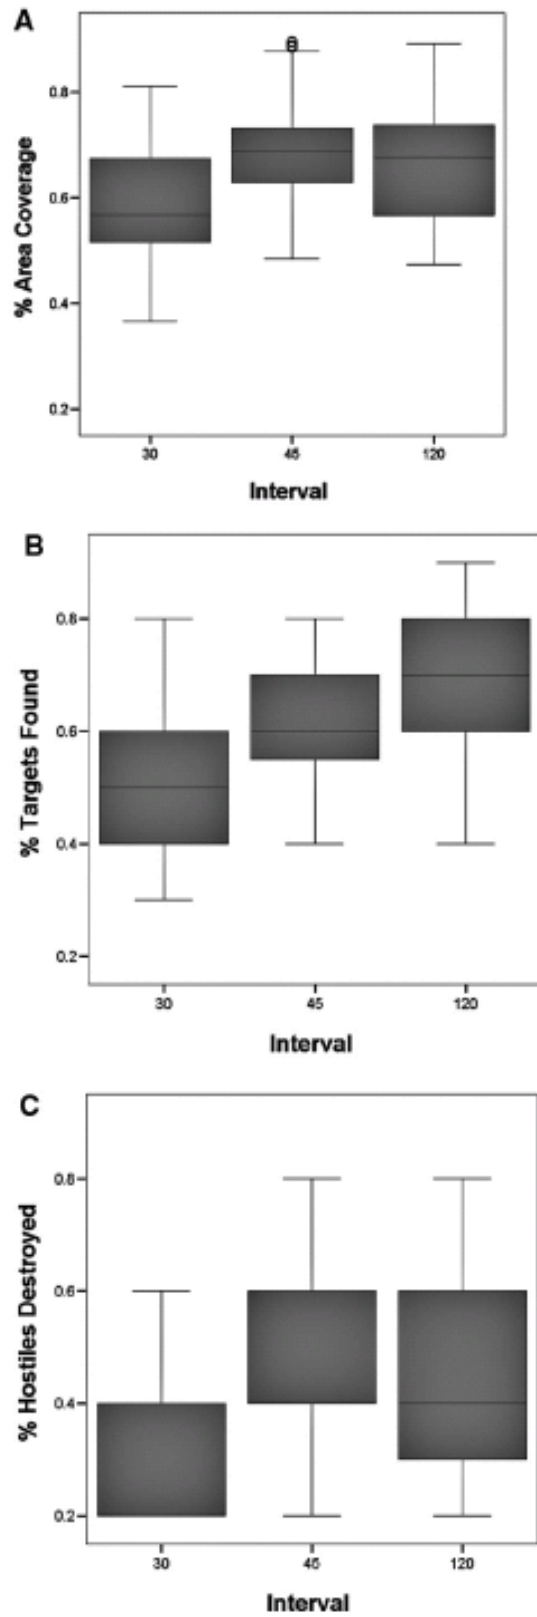 A
% Area Coverage
0.8
0.6
0.4
0.2
30 45 120
Interval
B
% Targets Found
0.8
0.6
0.4
0.2
30 45 120
Interval
C
% Hostiles Destroyed
0.8
0.6
0.4
0.2
30 45 120
Interval